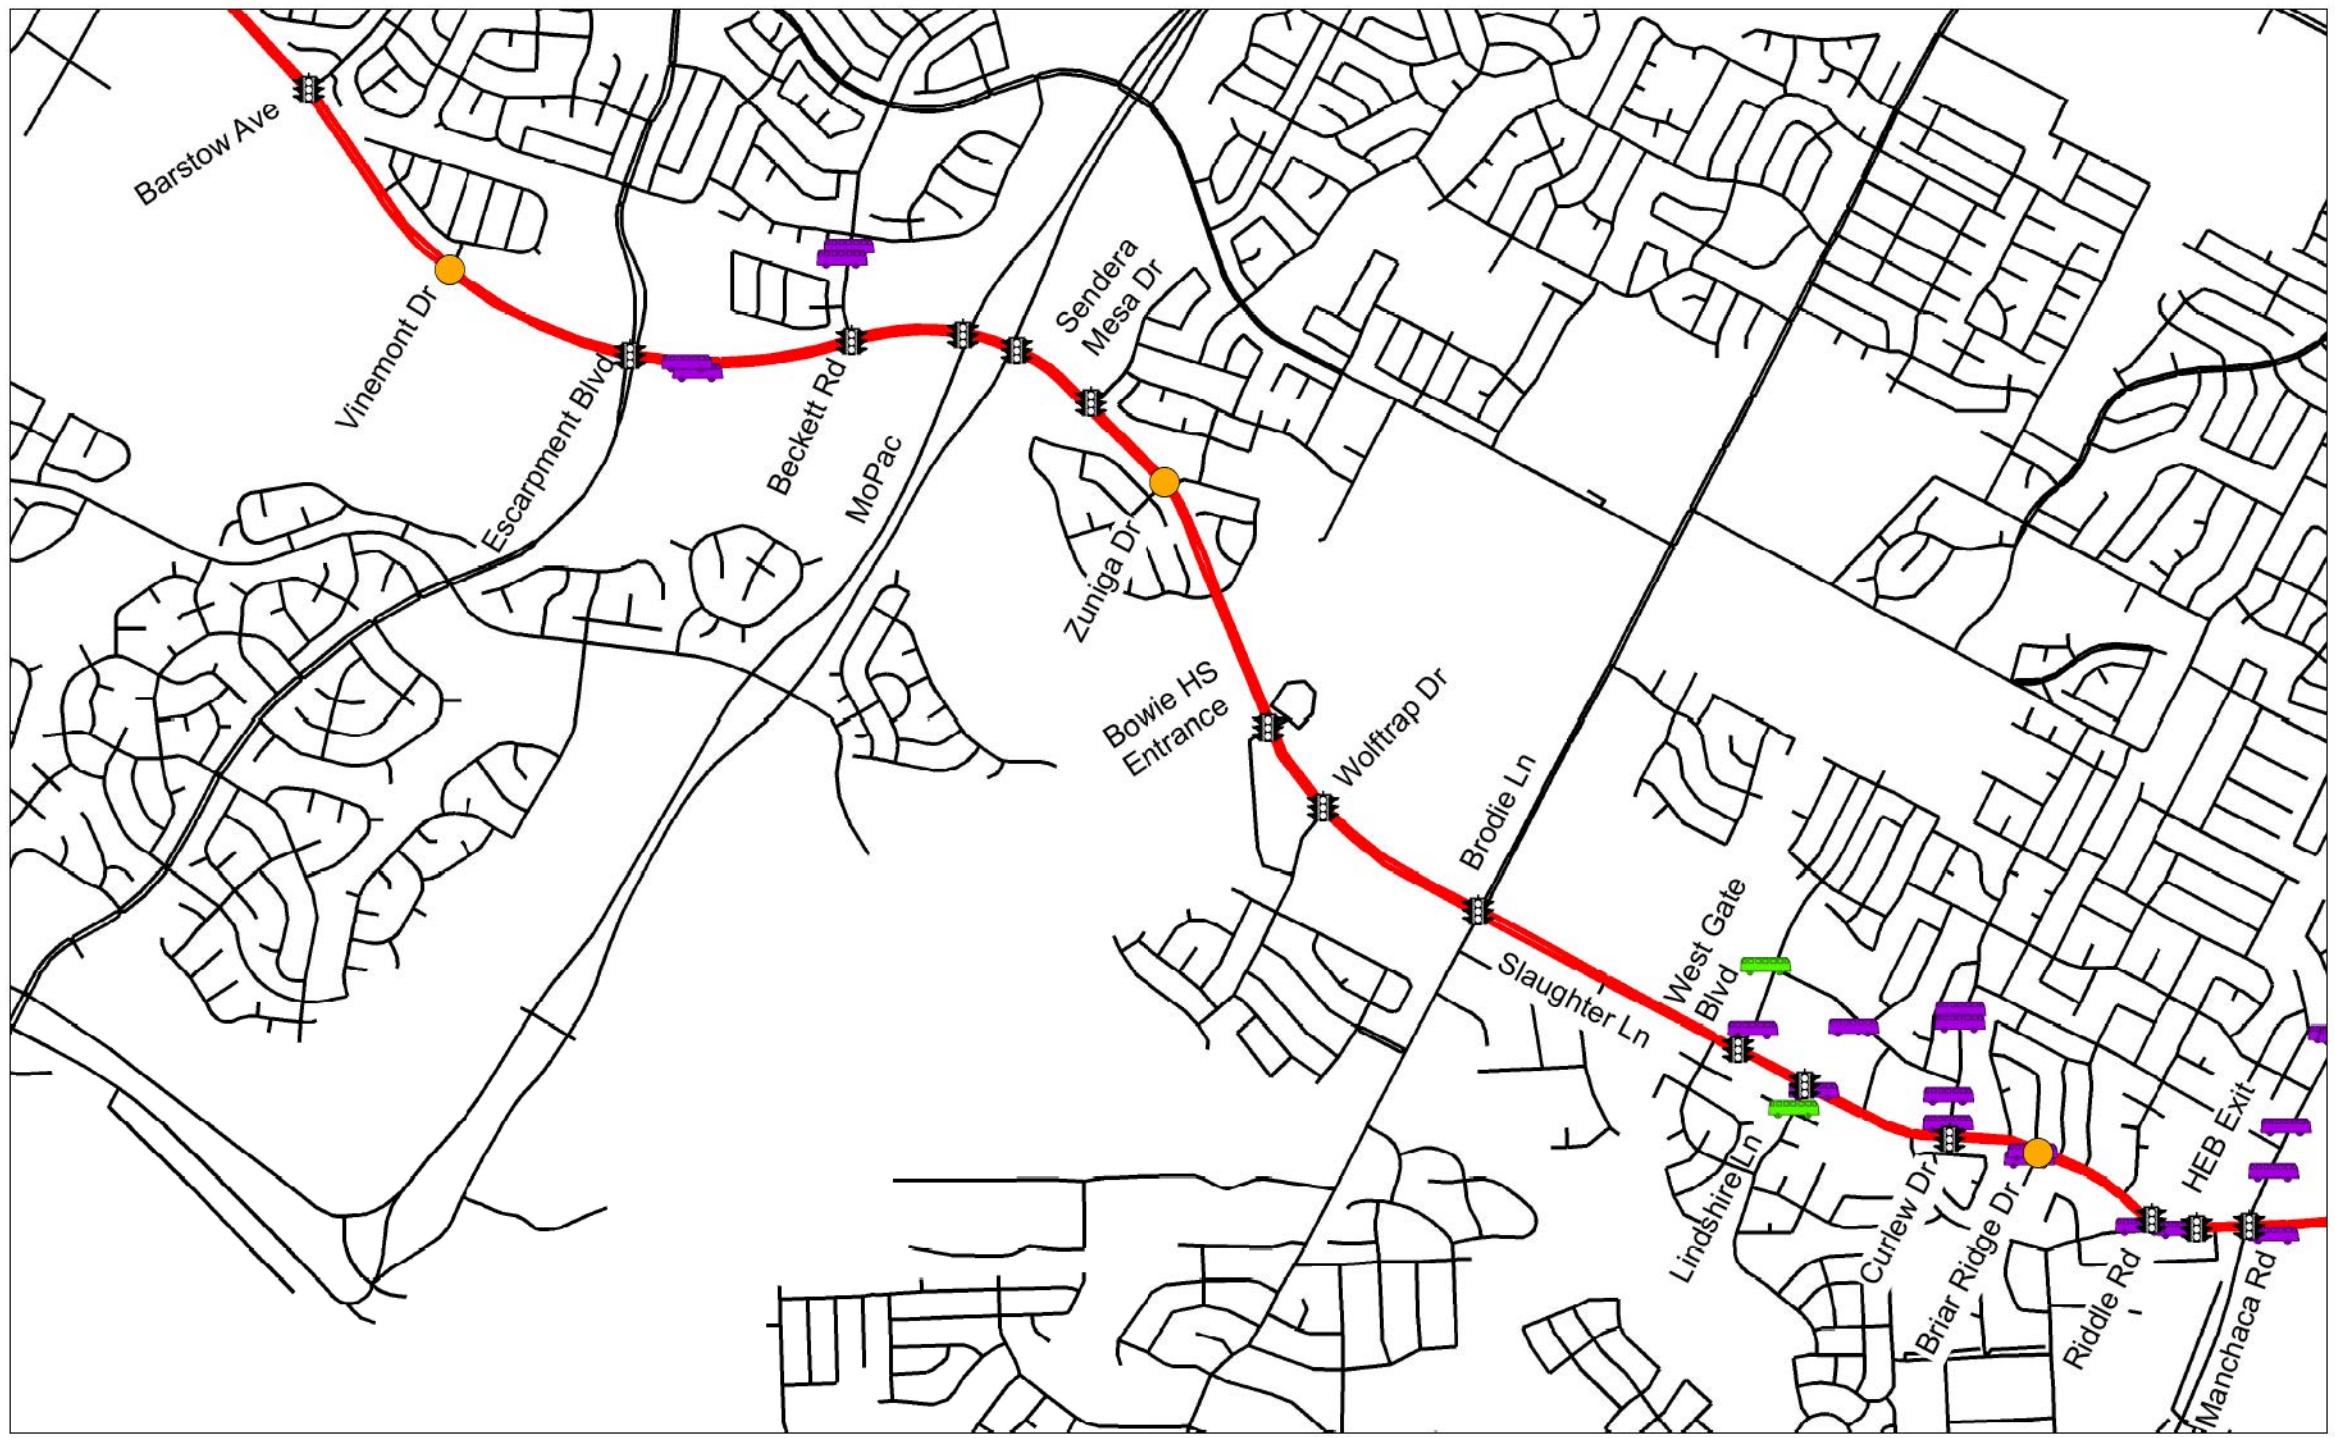 Barstow Ave
Vinemont Dr
Escarpment Blvd
Beckett Rd
MoPac
Sendera
Mesa Dr
Zuniga Dr
Bowie HS
Entrance
Wolftrap Dr
Brodie Ln
Slaughter Ln
West Gate
Blvd
Lindshire Ln
Curlew Dr
Briar Ridge Dr
Riddle Rd
HEB Exit
Manchaca Rd